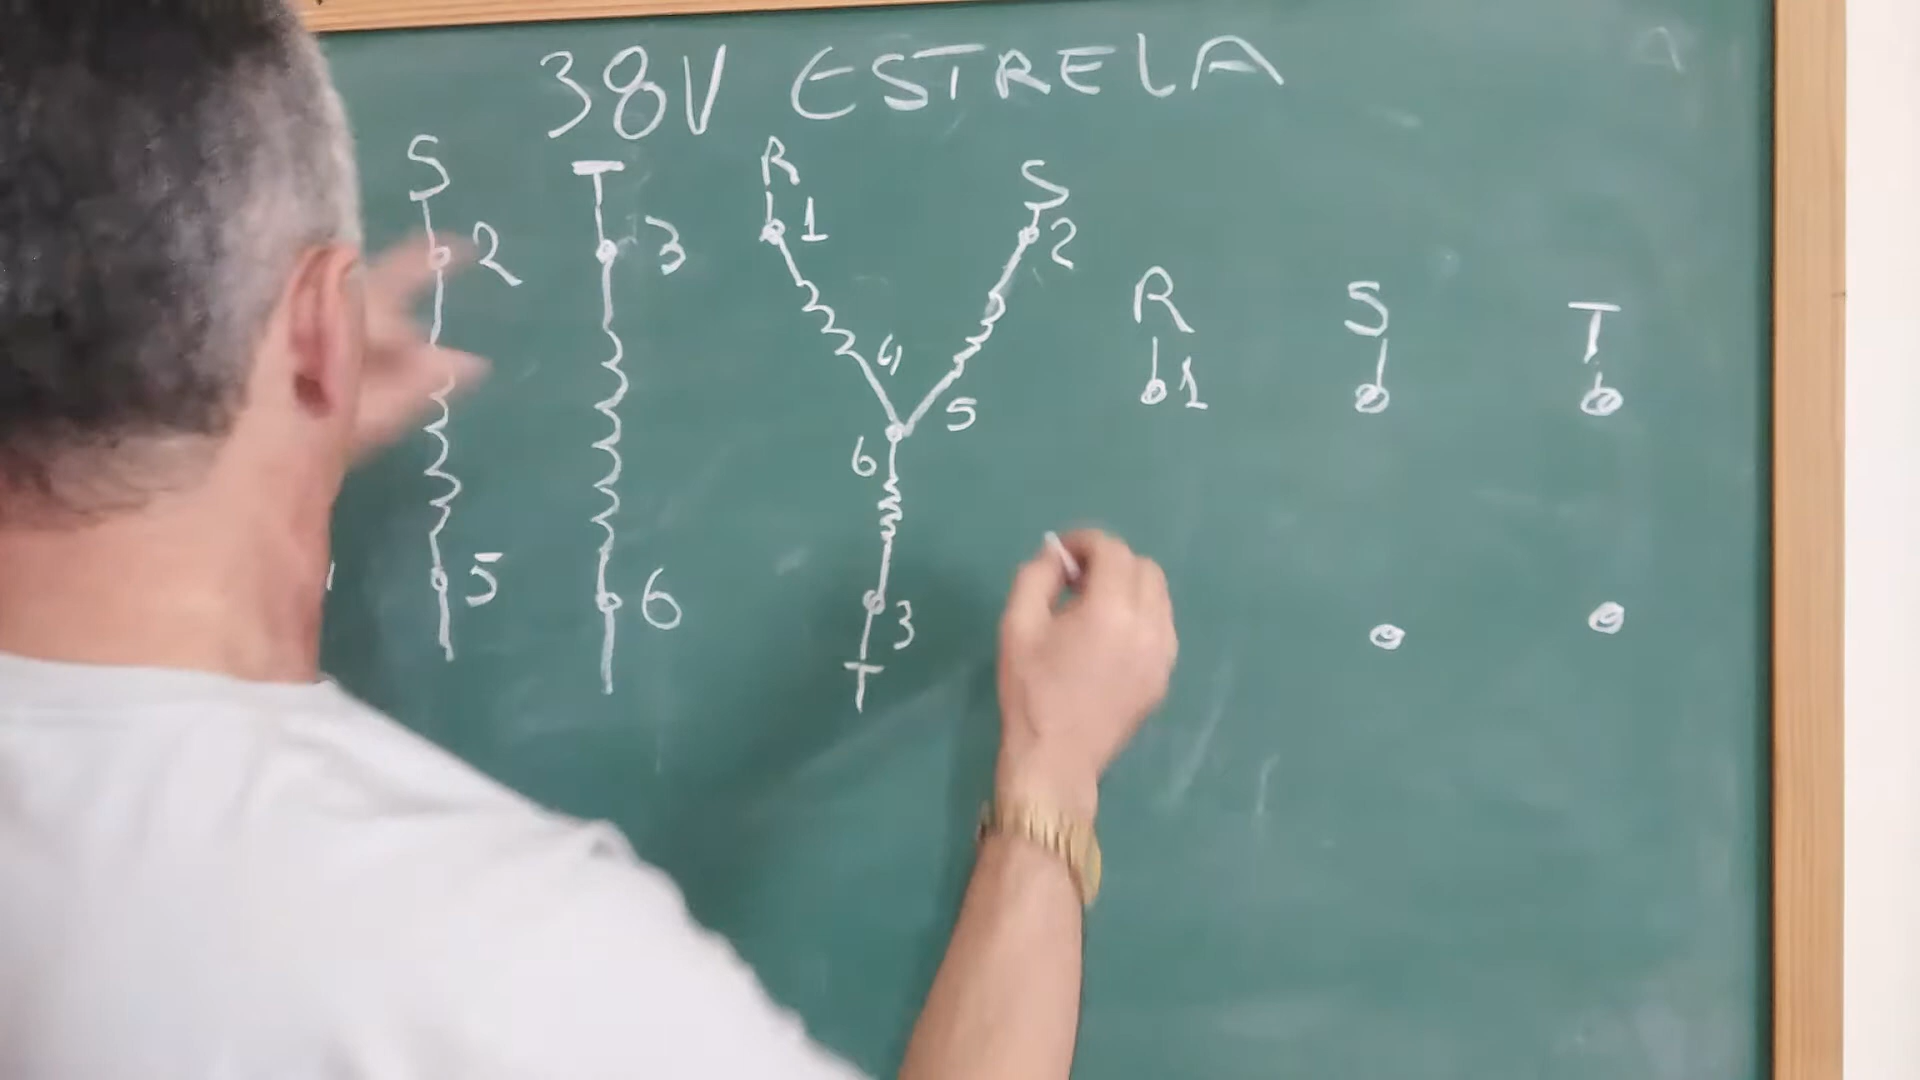 38V ESTRELA
S T R S
2 3 1 2
R S T
4
1
5
6
5 6 3
T